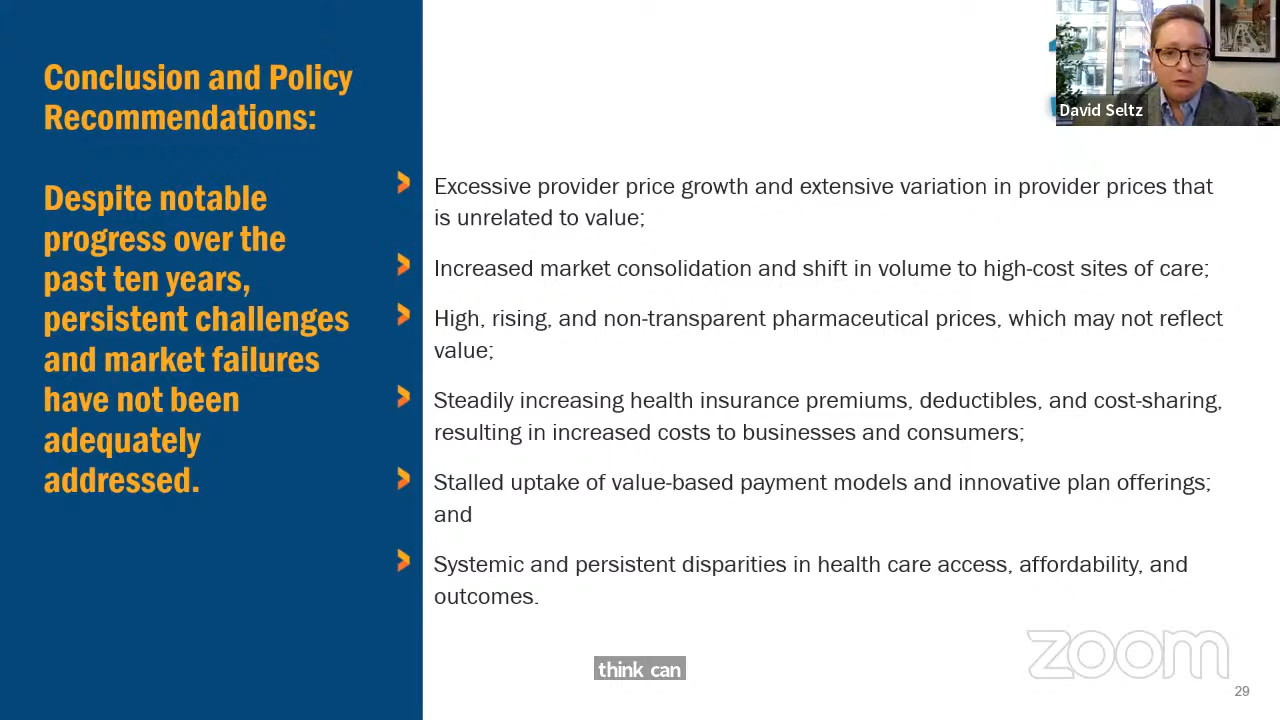 Conclusion and Policy
Recommendations:
Despite notable
progress over the
past ten years,
persistent challenges
and market failures
have not been
adequately
addressed.
David Seltz
Excessive provider price growth and extensive variation in provider prices that
is unrelated to value;
Increased market consolidation and shift in volume to high-cost sites of care;
High, rising, and non-transparent pharmaceutical prices, which may not reflect
value;
Steadily increasing health insurance premiums, deductibles, and cost-sharing,
resulting in increased costs to businesses and consumers;
Stalled uptake of value-based payment models and innovative plan offerings;
and
Systemic and persistent disparities in health care access, affordability, and
outcomes.
zoom
think can
29